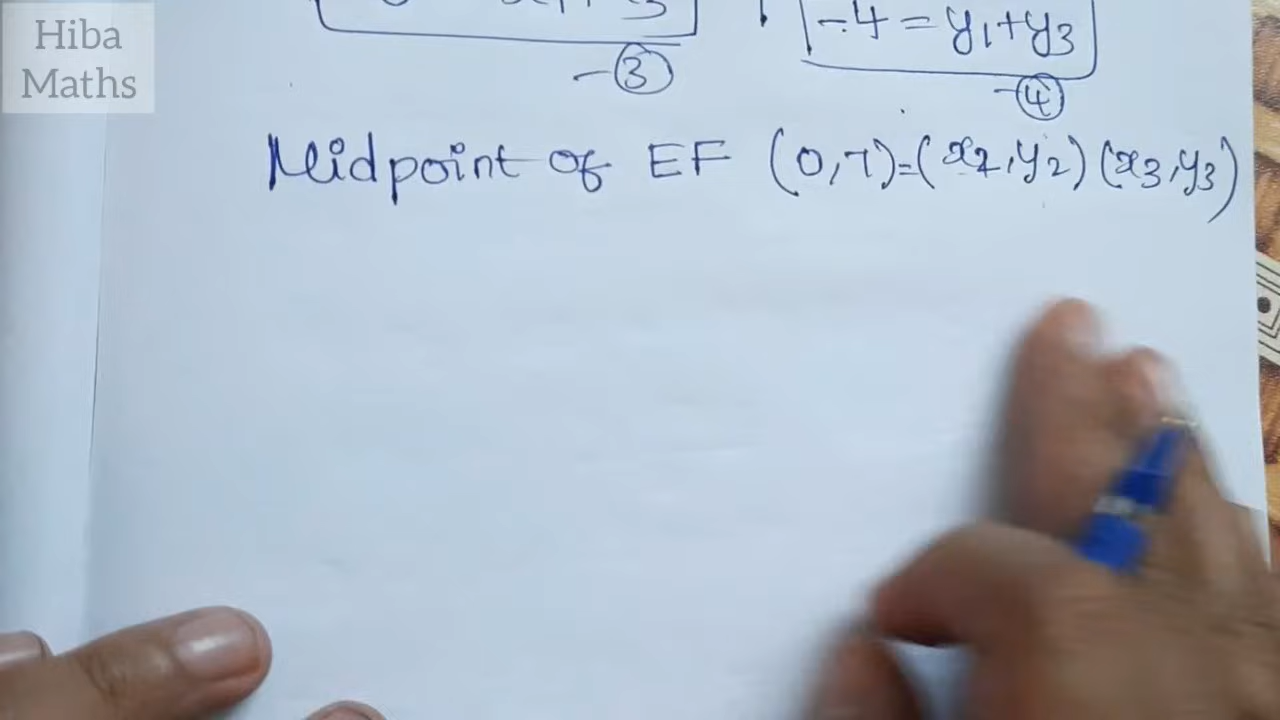 Hiba
Maths
-4 = y1+y3
-③
-④
Midpoint of EF (0,7)=(x2,y2)(x3,y3)